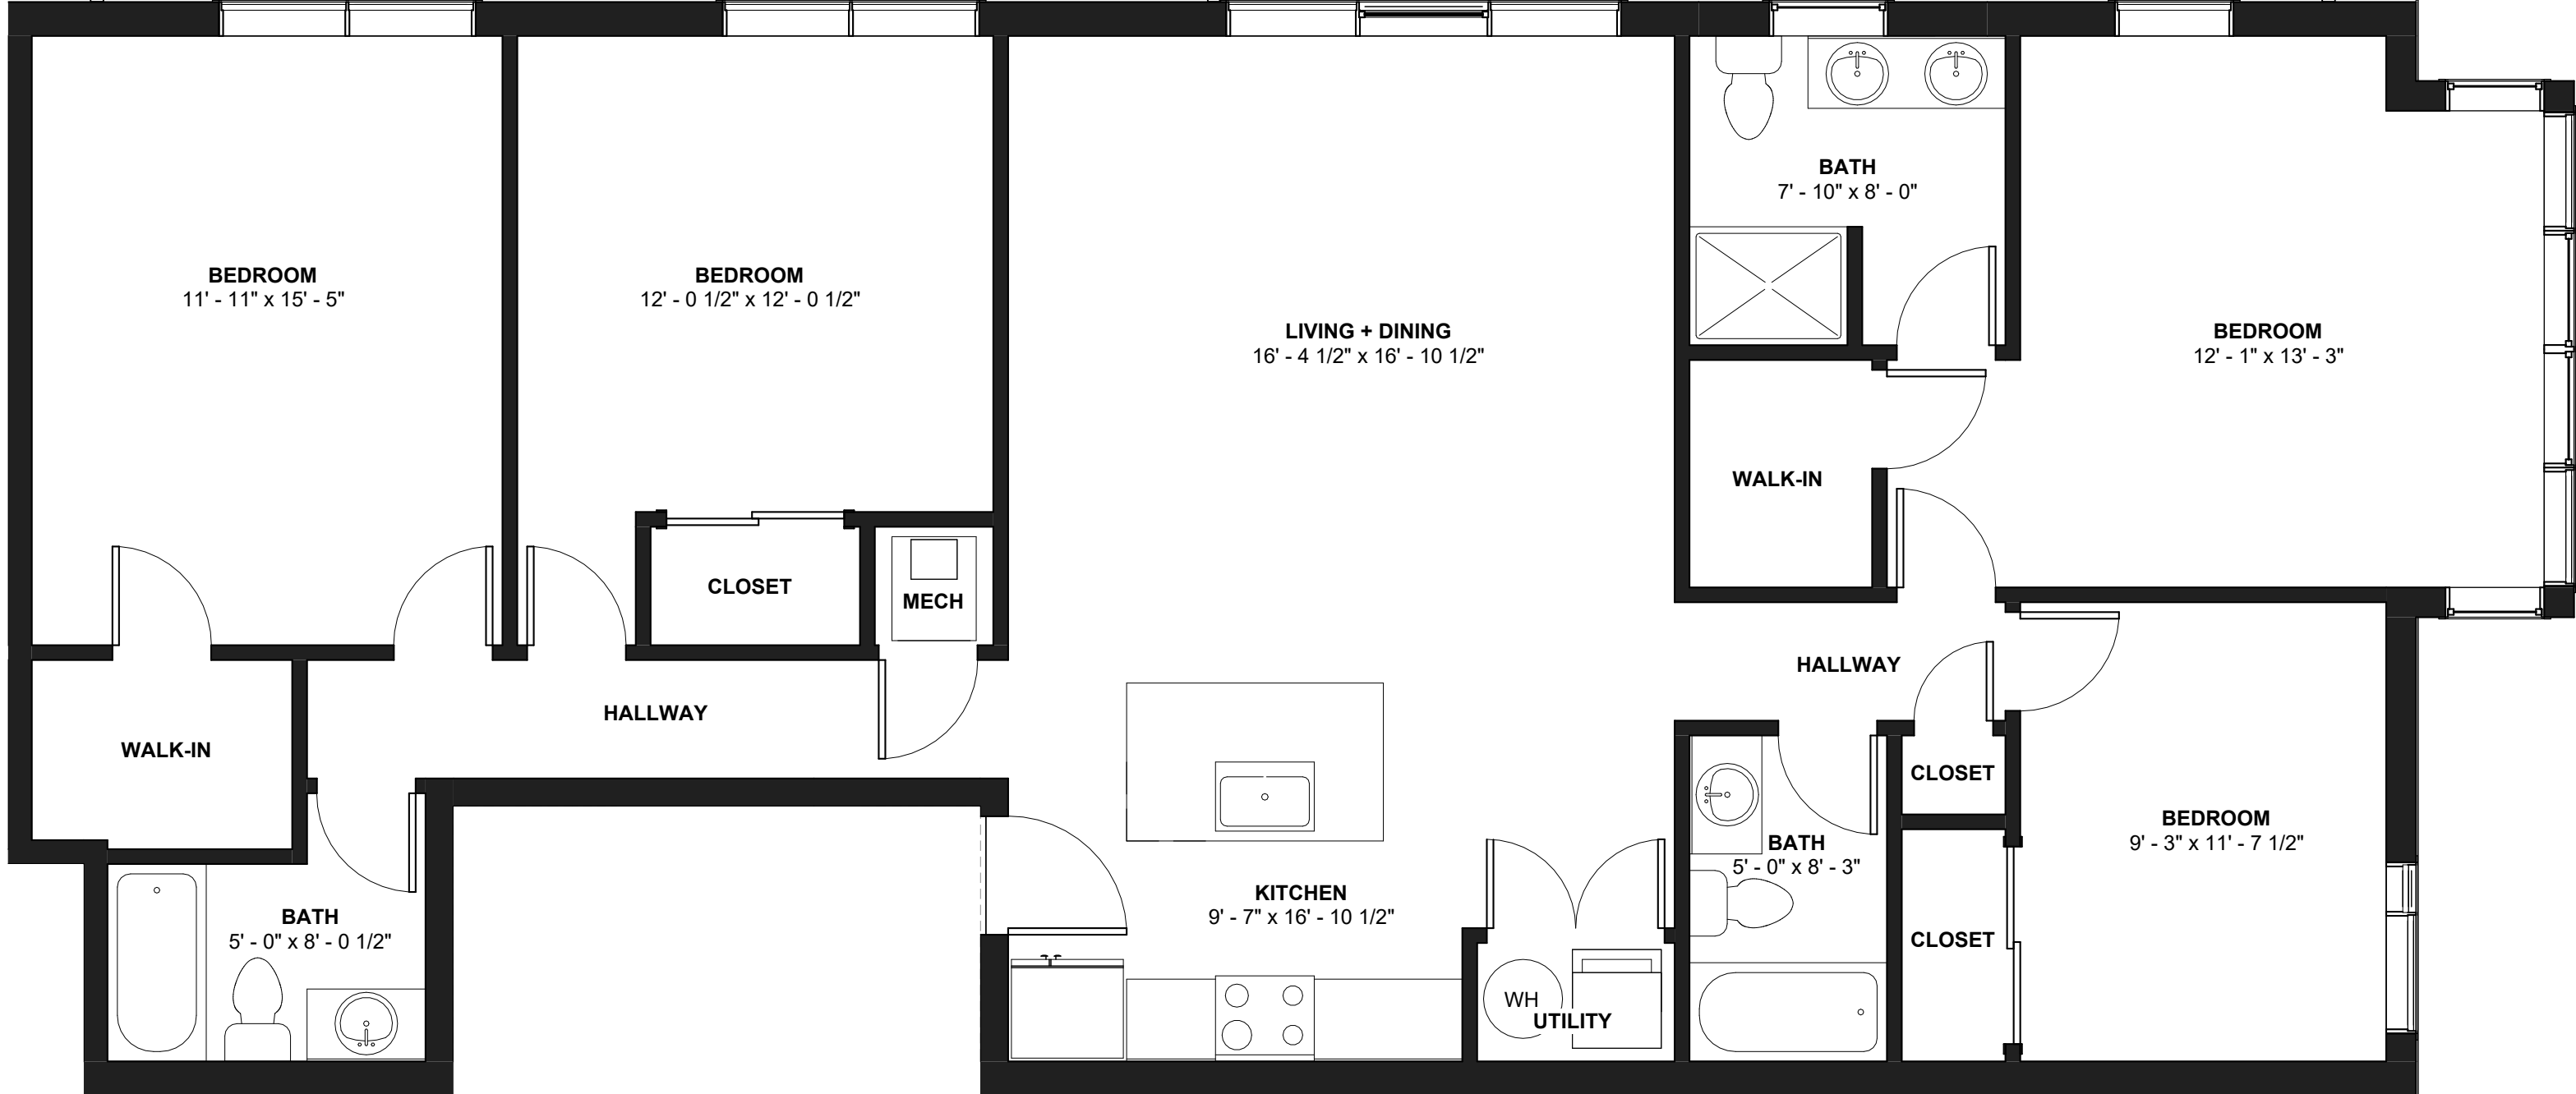 BEDROOM
11' - 11" x 15' - 5"
BEDROOM
12' - 0 1/2" x 12' - 0 1/2"
LIVING + DINING
16' - 4 1/2" x 16' - 10 1/2"
BATH
7' - 10" x 8' - 0"
BEDROOM
12' - 1" x 13' - 3"
WALK-IN
CLOSET
MECH
HALLWAY
HALLWAY
WALK-IN
CLOSET
BEDROOM
9' - 3" x 11' - 7 1/2"
BATH
5' - 0" x 8' - 3"
KITCHEN
9' - 7" x 16' - 10 1/2"
BATH
5' - 0" x 8' - 0 1/2"
CLOSET
WH
UTILITY